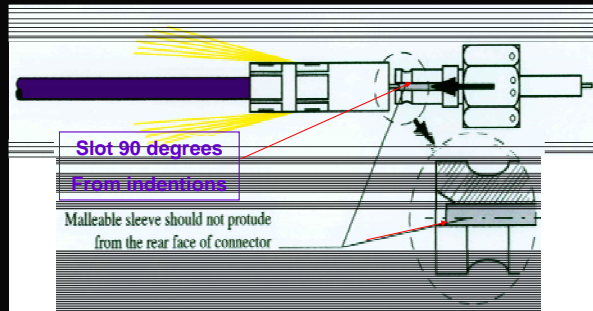 Slot 90 degrees
From indentions
Malleable sleeve should not protude
from the rear face of connector